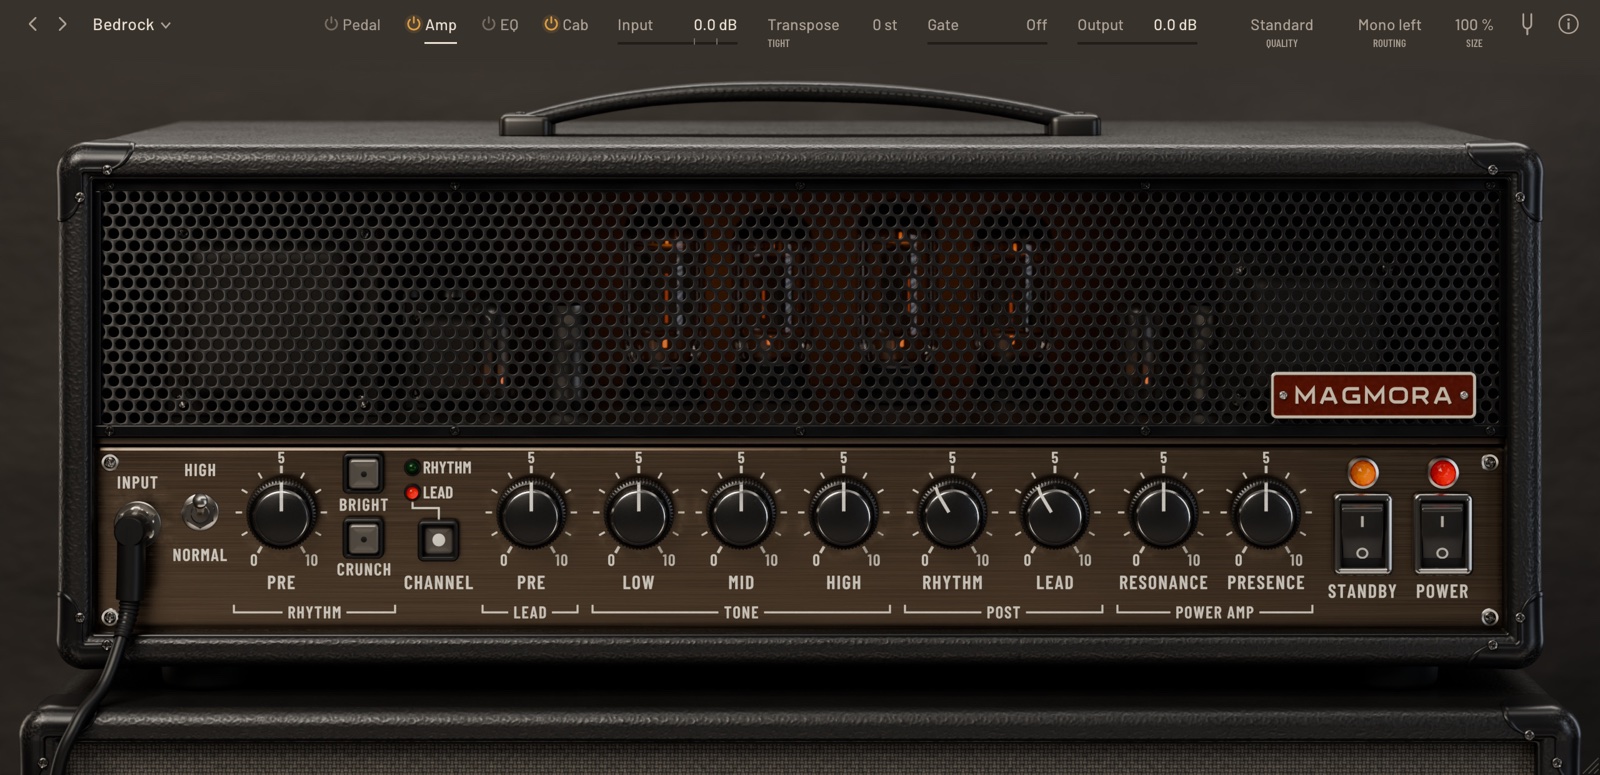 Bedrock
Pedal Amp EQ Cab
Input 0.0 dB
Transpose 0 st
TIGHT
Gate Off
Output 0.0 dB
Standard
QUALITY
Mono left
ROUTING
100 %
SIZE
MAGMORA
INPUT
HIGH
NORMAL
5
0 10
PRE
BRIGHT
CRUNCH
RHYTHM
RHYTHM
LEAD
CHANNEL
5
0 10
PRE
LEAD
5
0 10
LOW
5
0 10
MID
5
0 10
HIGH
TONE
5
0 10
RHYTHM
5
0 10
LEAD
POST
5
0 10
RESONANCE
5
0 10
PRESENCE
POWER AMP
STANDBY
POWER